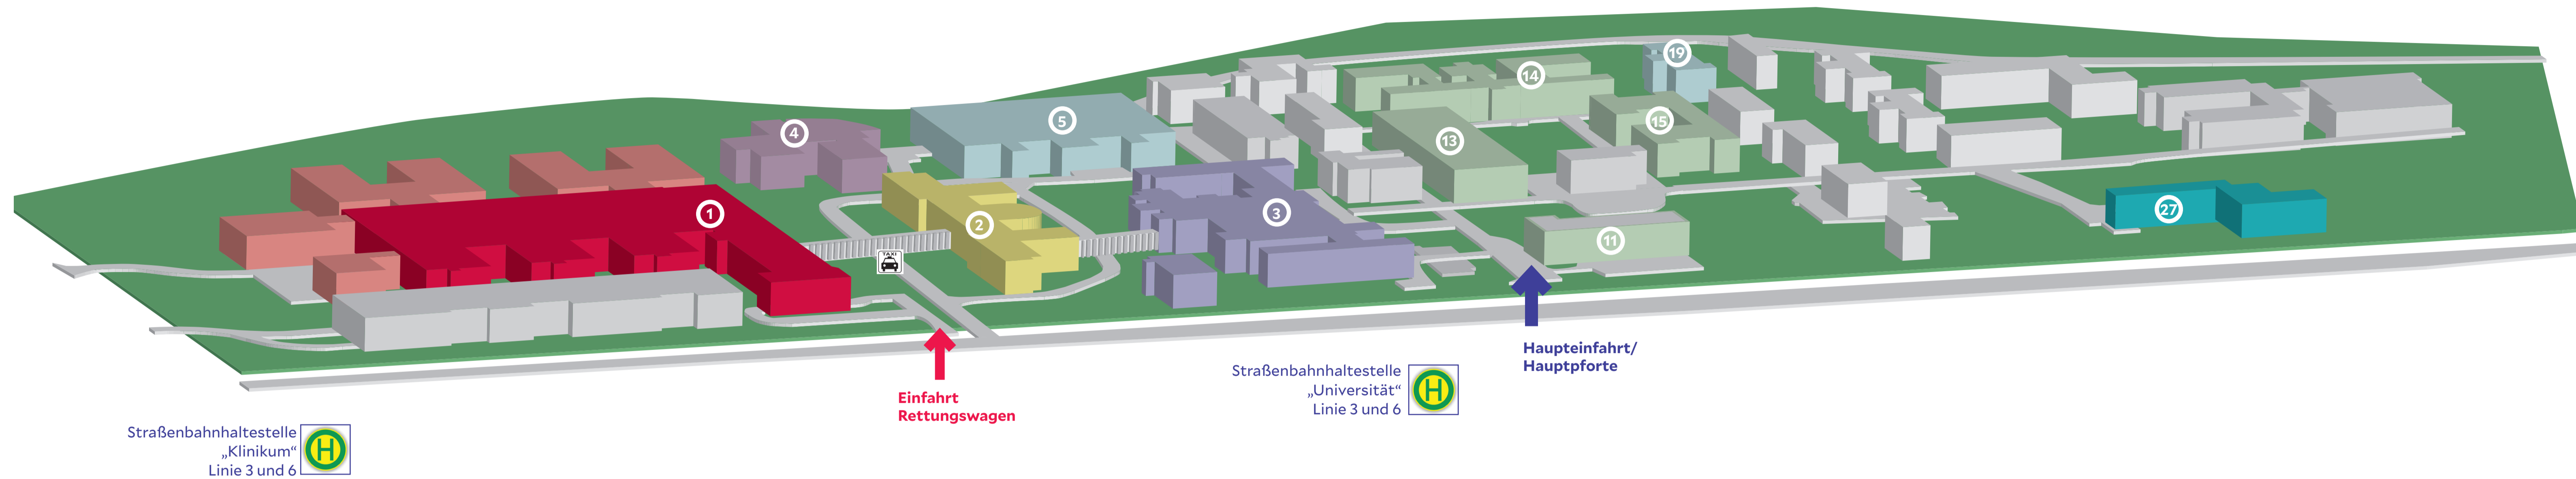 19
14
5
15
4
13
1
3
27
2
11
TAXI
Haupteinfahrt/
Hauptpforte
Straßenbahnhaltestelle
„Universität“
Linie 3 und 6
H
Einfahrt
Rettungswagen
Straßenbahnhaltestelle
„Klinikum“
Linie 3 und 6
H